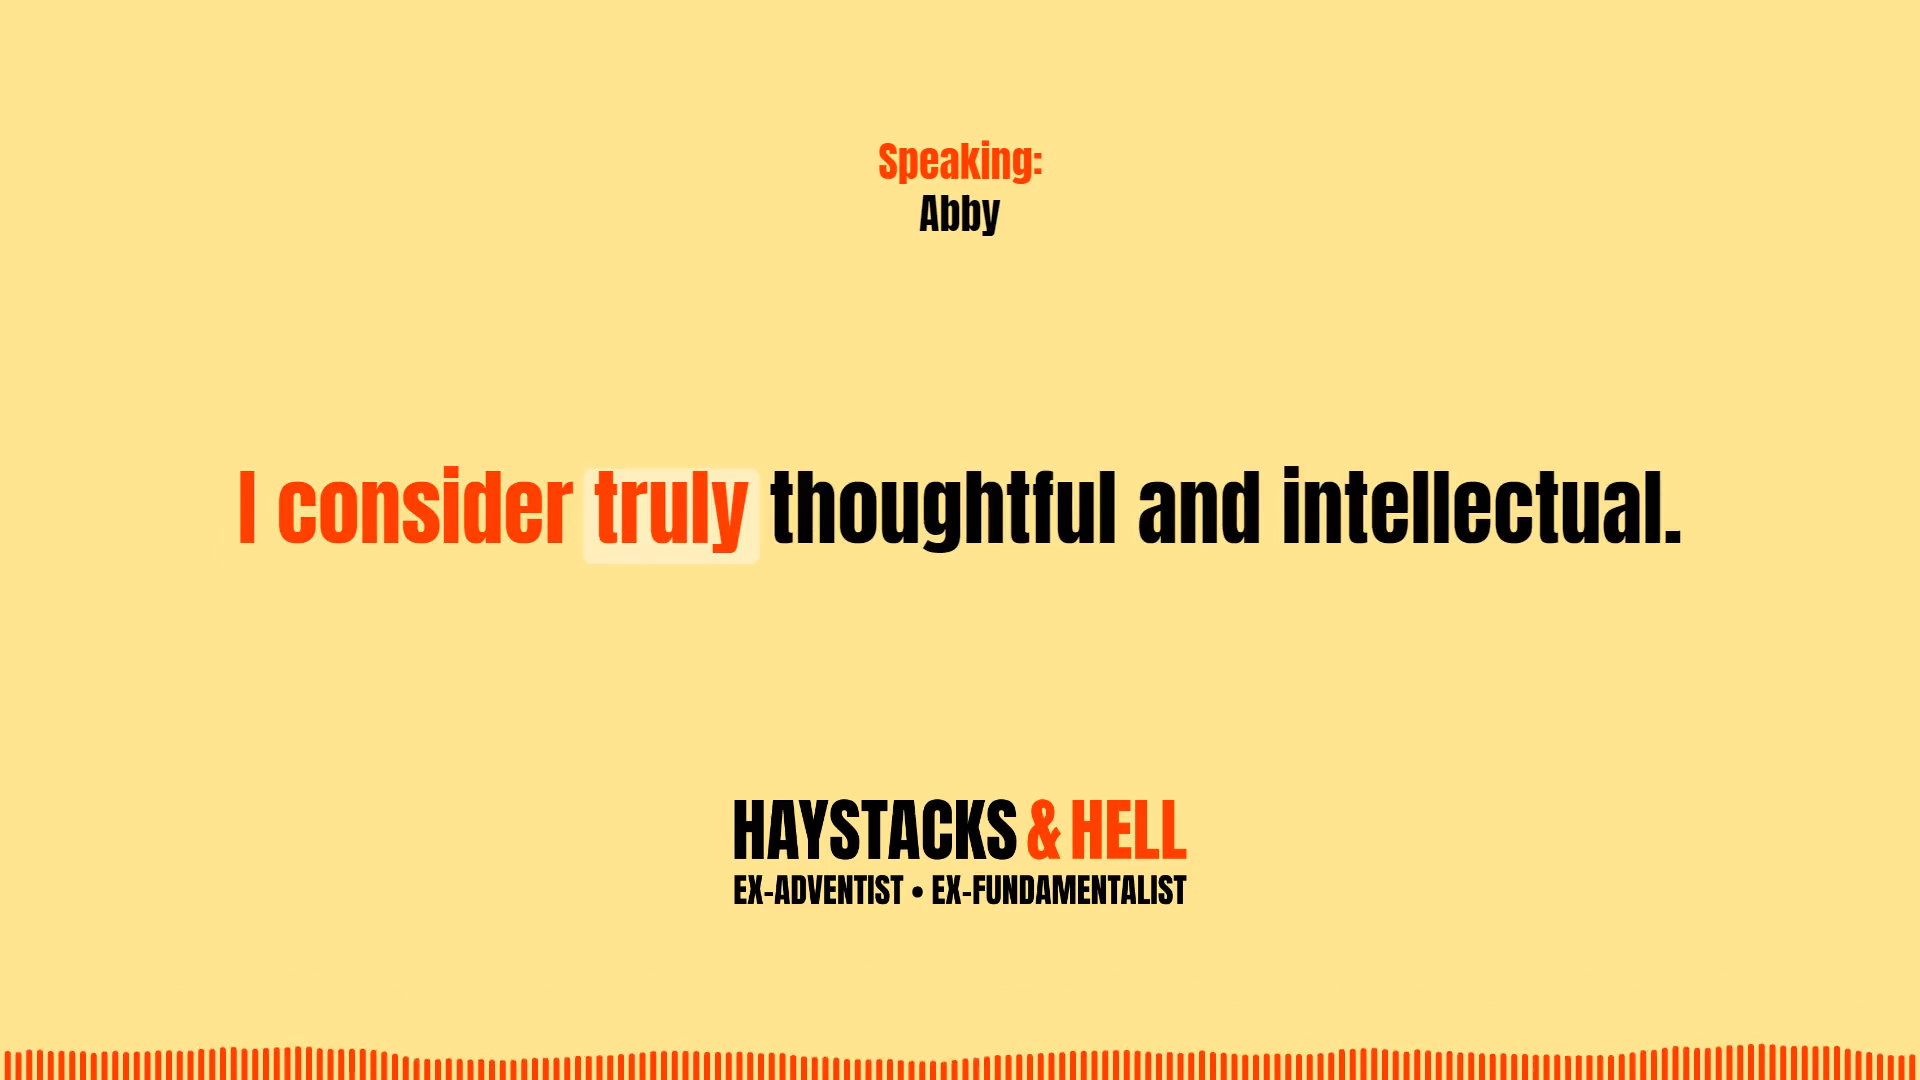 Speaking:
Abby
I consider truly thoughtful and intellectual.
HAYSTACKS & HELL
EX-ADVENTIST • EX-FUNDAMENTALIST